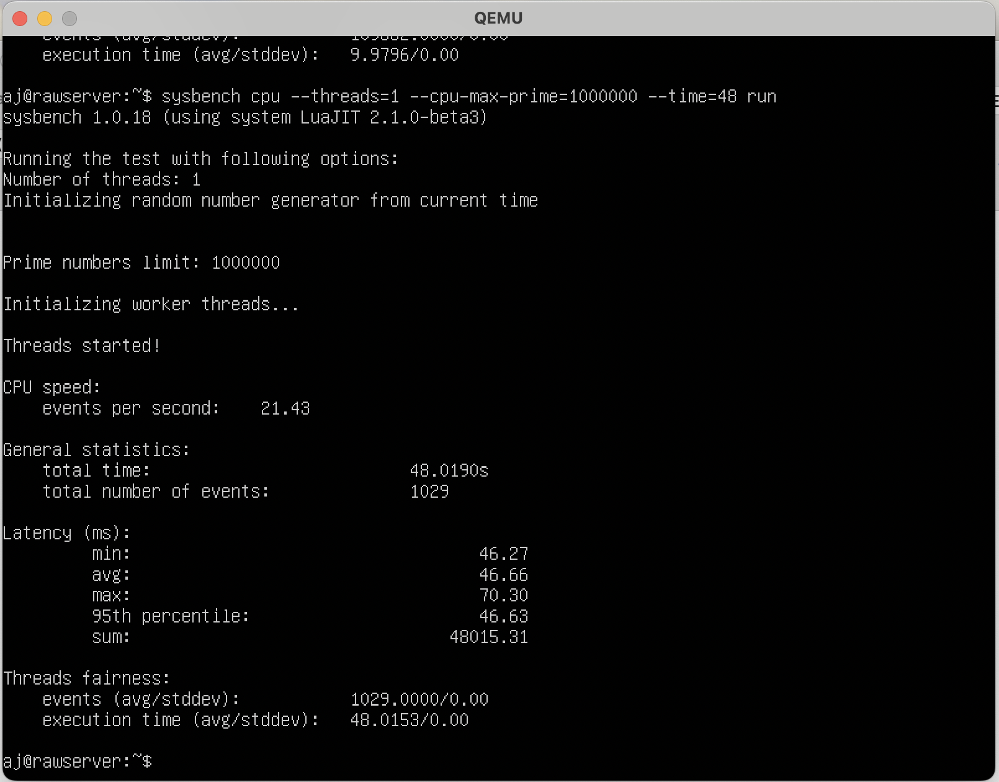 QEMU
events (avg/stddev):
execution time (avg/stddev): 9.9796/0.00
aj@rawserver:~$ sysbench cpu --threads=1 --cpu-max-prime=1000000 --time=48 run
sysbench 1.0.18 (using system LuaJIT 2.1.0-beta3)
Running the test with following options:
Number of threads: 1
Initializing random number generator from current time
Prime numbers limit: 1000000
Initializing worker threads...
Threads started!
CPU speed:
events per second: 21.43
General statistics:
total time: 48.0190s
total number of events: 1029
Latency (ms):
min: 46.27
avg: 46.66
max: 70.30
95th percentile: 46.63
sum: 48015.31
Threads fairness:
events (avg/stddev): 1029.0000/0.00
execution time (avg/stddev): 48.0153/0.00
aj@rawserver:~$